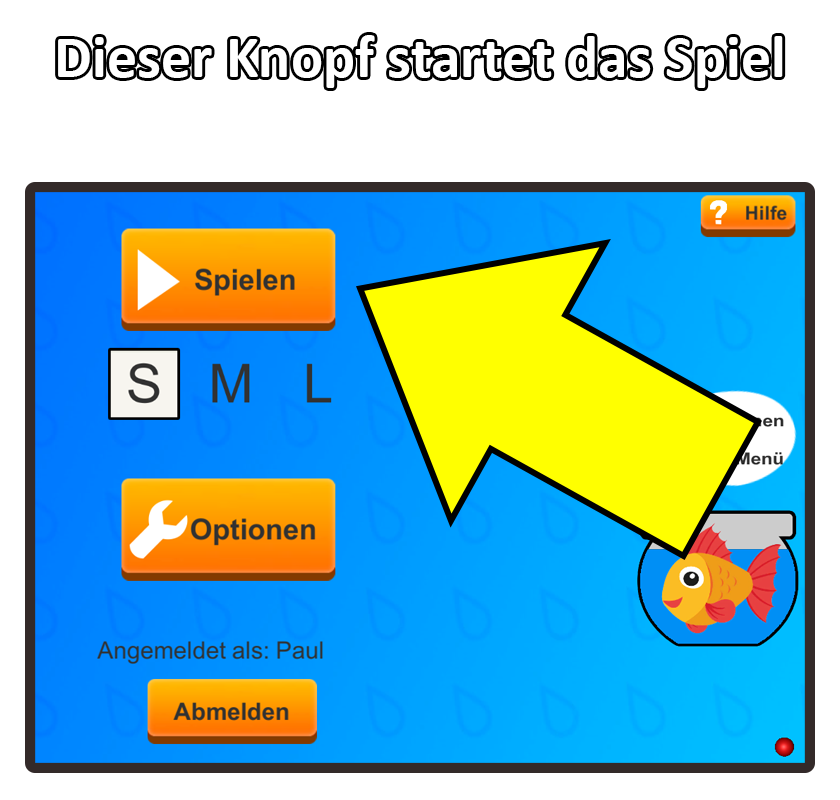 Dieser Knopf startet das Spiel
? Hilfe
Spielen
S M L
Menü
Optionen
Angemeldet als: Paul
Abmelden